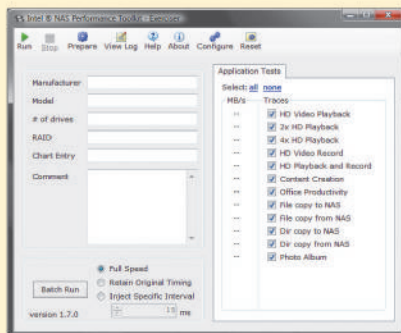 Intel ® NAS Performance Toolkit - Exerciser
Run Stop Prepare View Log Help About Configure Reset
Manufacturer
Model
# of drives
RAID
Chart Entry
Comment
Batch Run
Full Speed
Retain Original Timing
Inject Specific Interval
15 ms
version 1.7.0
Application Tests
Select: all none
MB/s Traces
-- HD Video Playback
-- 2x HD Playback
-- 4x HD Playback
-- HD Video Record
-- HD Playback and Record
-- Content Creation
-- Office Productivity
-- File copy to NAS
-- File copy from NAS
-- Dir copy to NAS
-- Dir copy from NAS
-- Photo Album